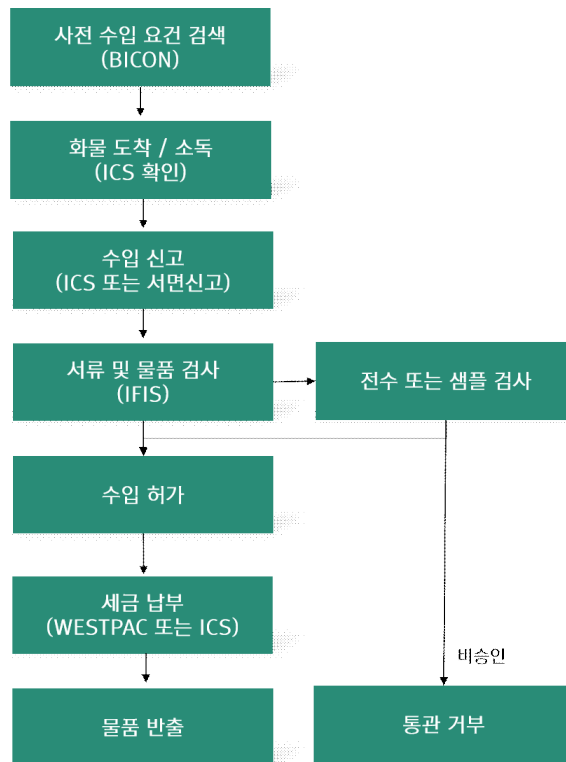 사전 수입 요건 검색
(BICON)
화물 도착 / 소독
(ICS 확인)
수입 신고
(ICS 또는 서면신고)
서류 및 물품 검사
(IFIS)
전수 또는 샘플 검사
수입 허가
세금 납부
(WESTPAC 또는 ICS)
비승인
물품 반출
통관 거부